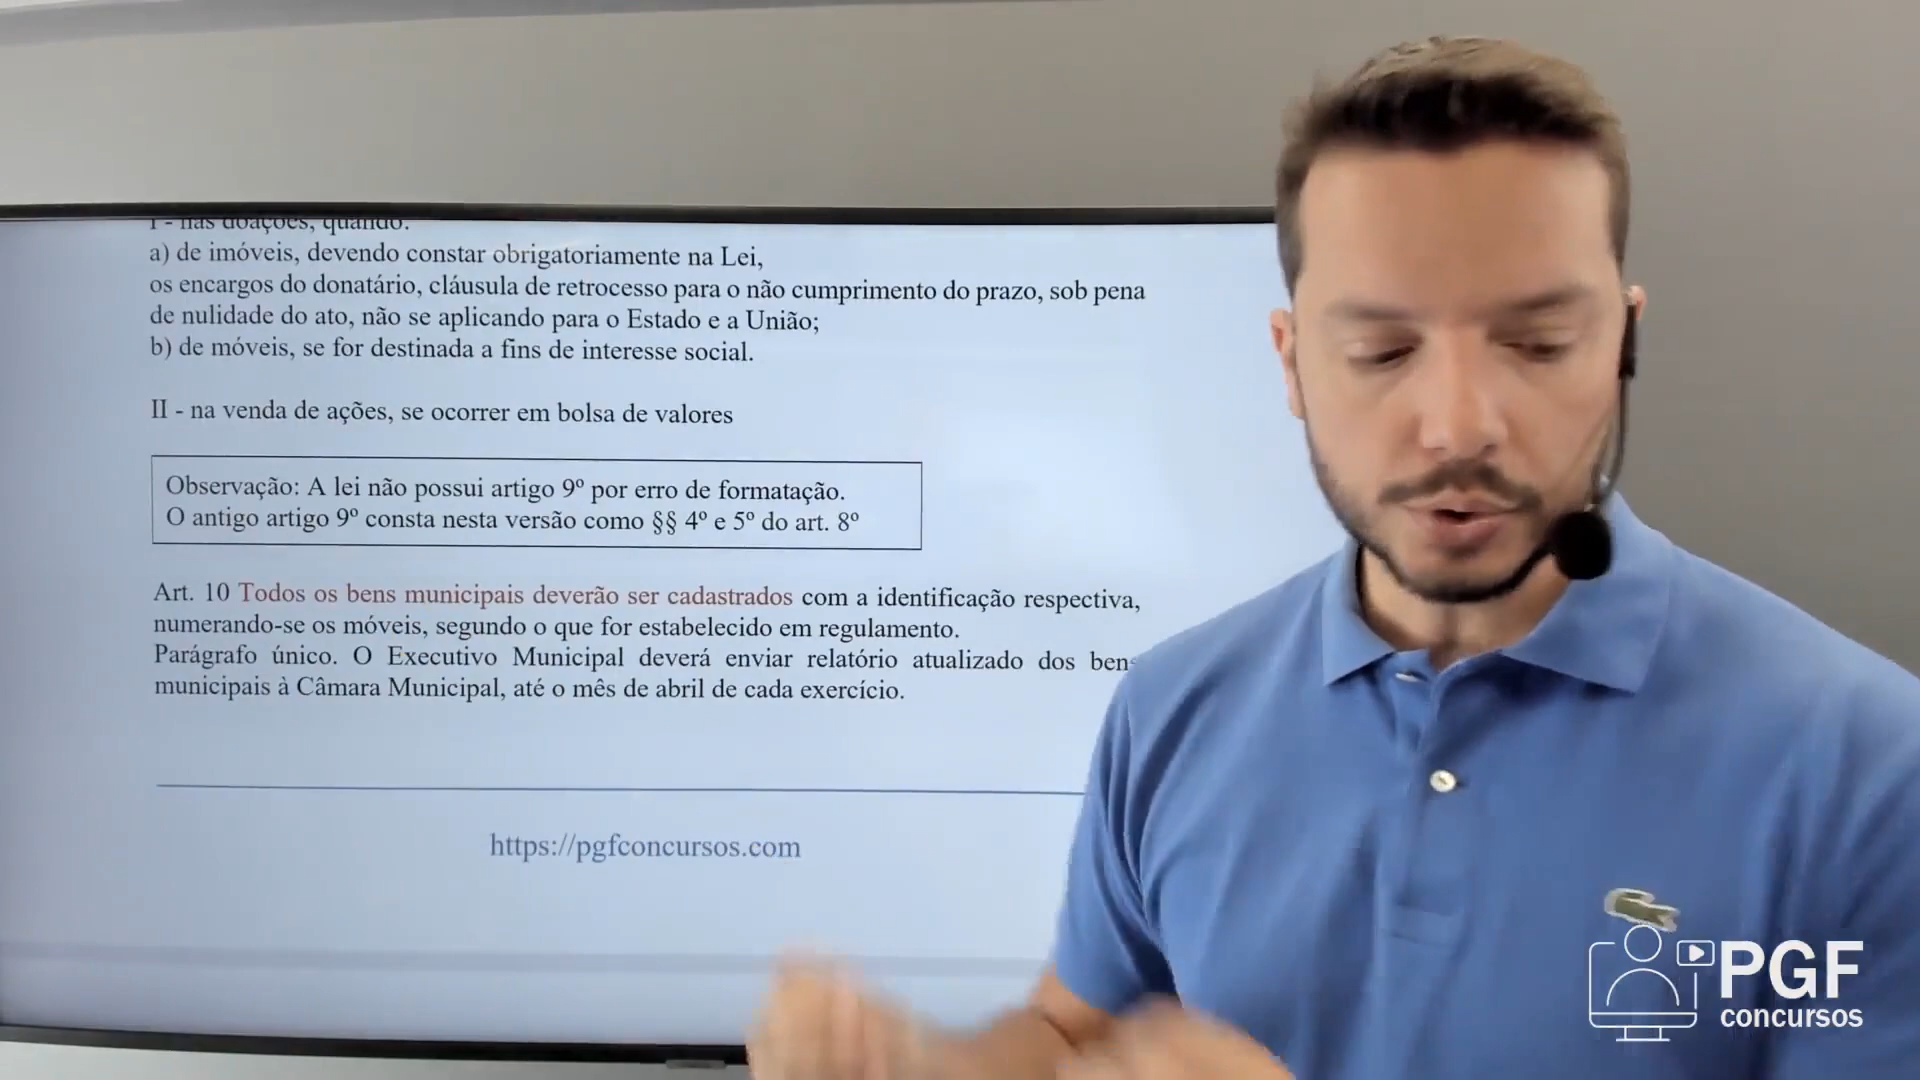 I - nas doações, quando:
a) de imóveis, devendo constar obrigatoriamente na Lei,
os encargos do donatário, cláusula de retrocesso para o não cumprimento do prazo, sob pena
de nulidade do ato, não se aplicando para o Estado e a União;
b) de móveis, se for destinada a fins de interesse social.
II - na venda de ações, se ocorrer em bolsa de valores
Observação: A lei não possui artigo 9º por erro de formatação.
O antigo artigo 9º consta nesta versão como §§ 4º e 5º do art. 8º
Art. 10 Todos os bens municipais deverão ser cadastrados com a identificação respectiva,
numerando-se os móveis, segundo o que for estabelecido em regulamento.
Parágrafo único. O Executivo Municipal deverá enviar relatório atualizado dos bens
municipais à Câmara Municipal, até o mês de abril de cada exercício.
https://pgfconcursos.com
PGF
concursos